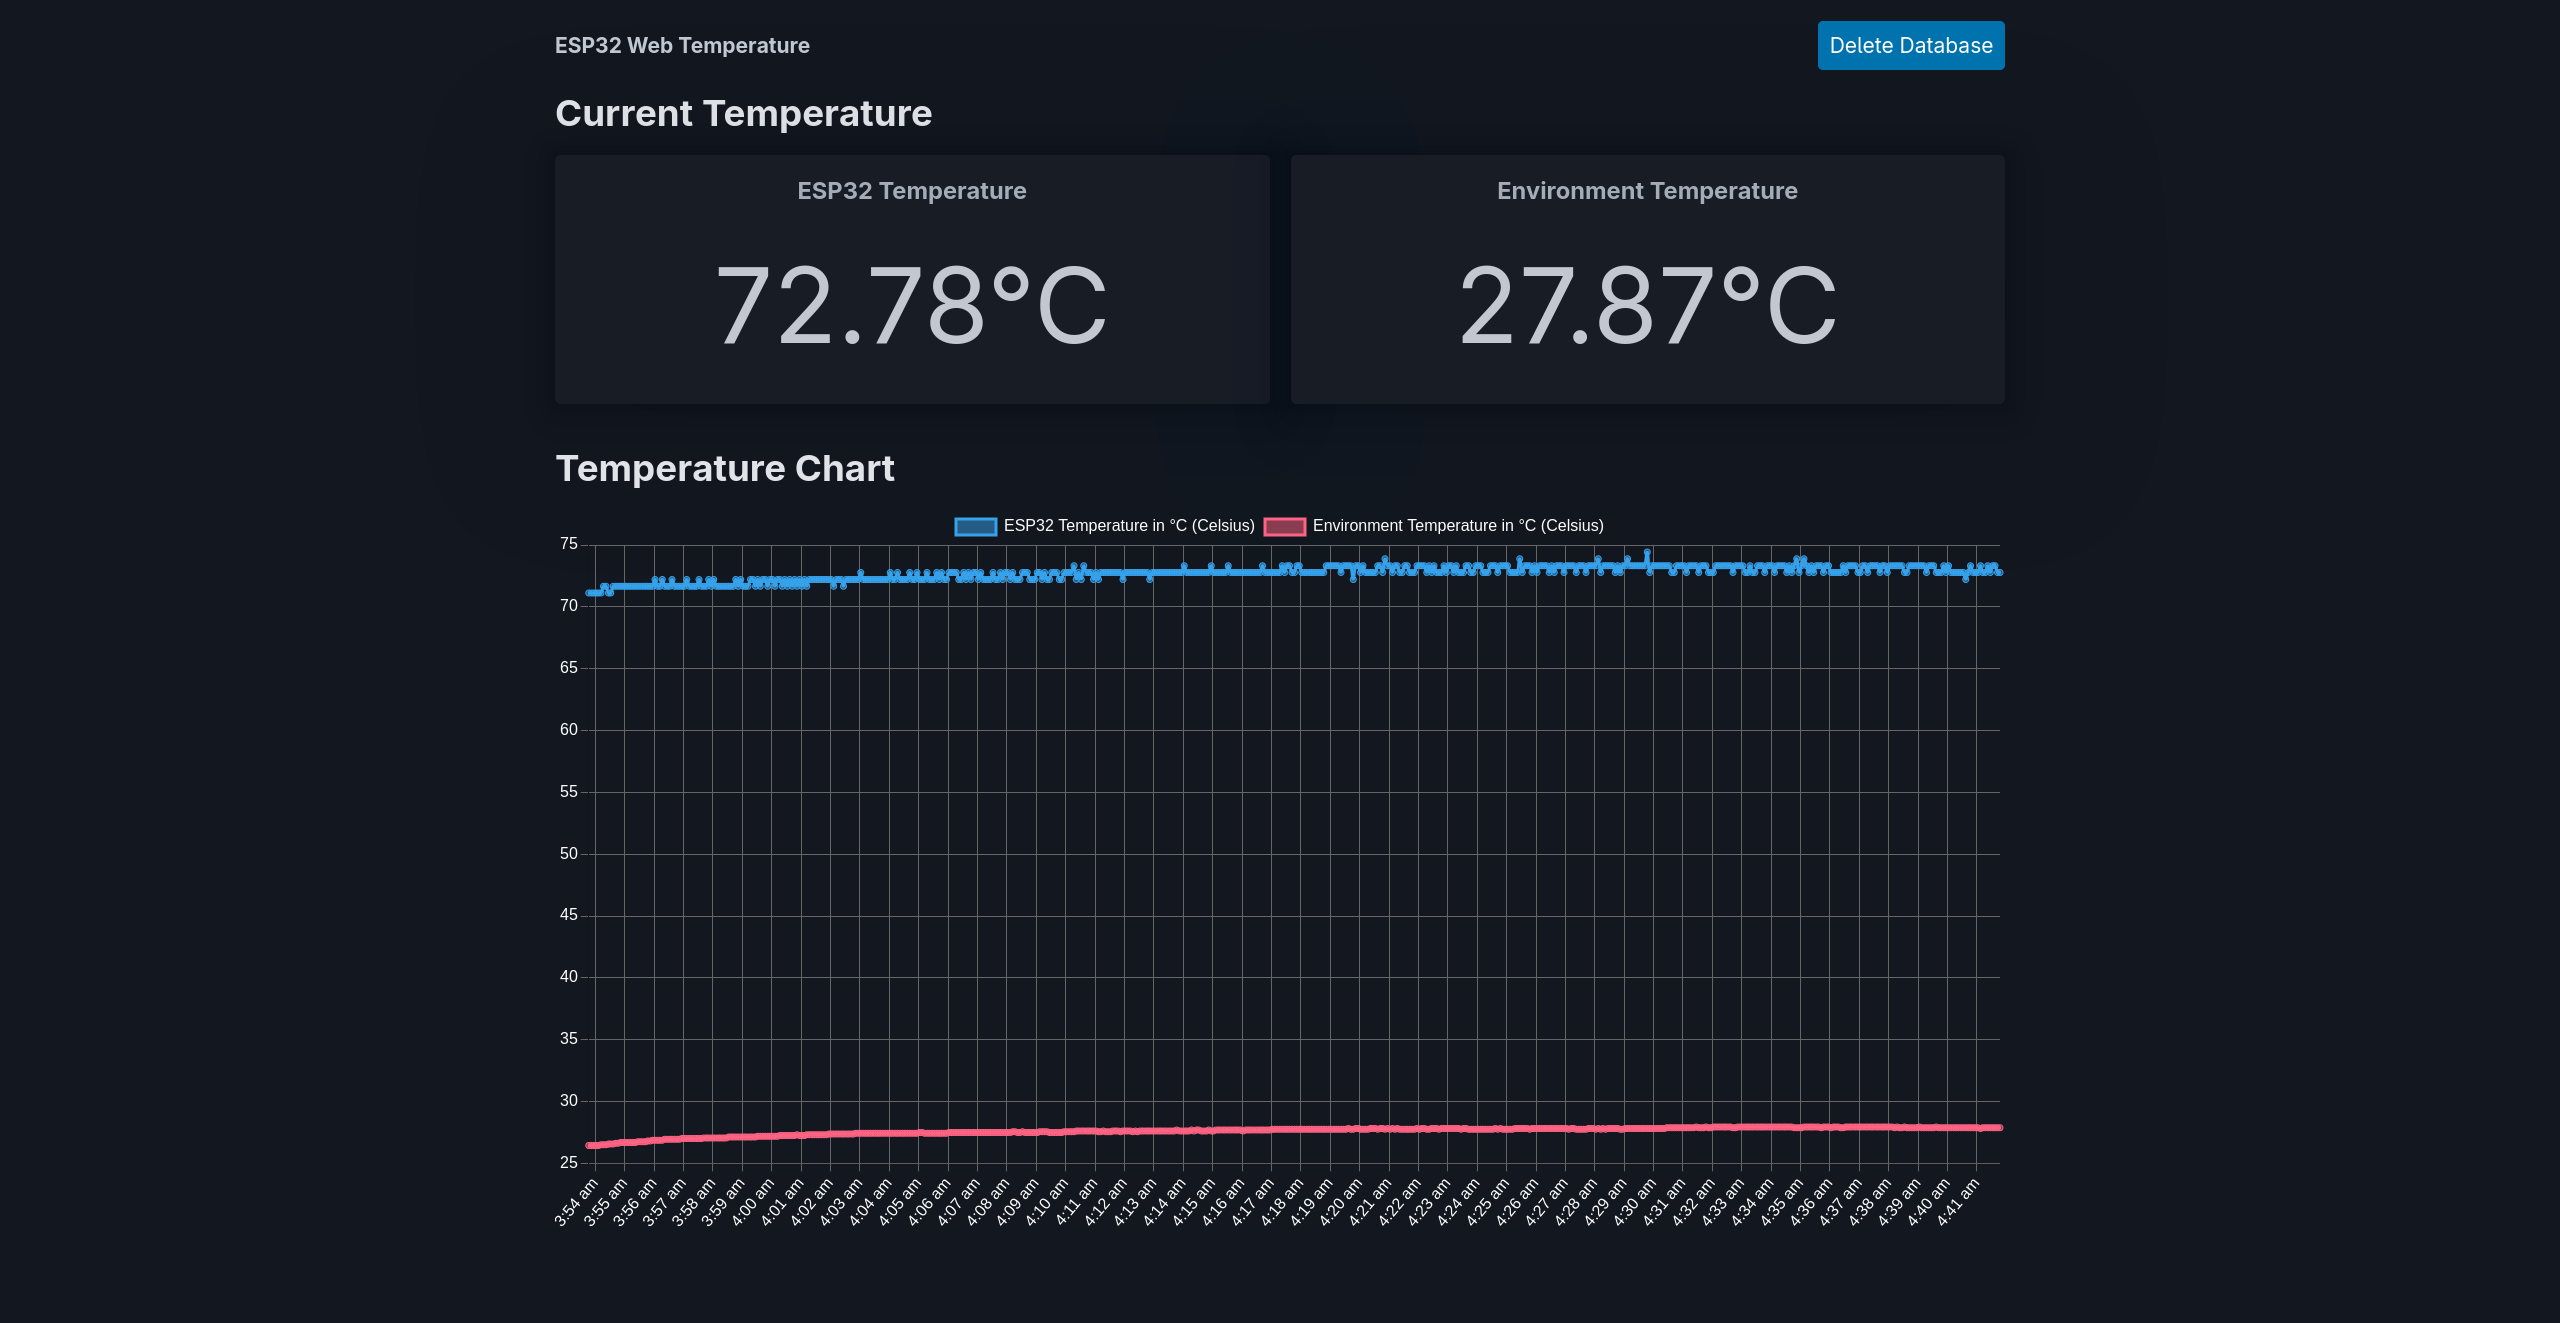 ESP32 Web Temperature
Delete Database
Current Temperature
ESP32 Temperature
72.78°C
Environment Temperature
27.87°C
Temperature Chart
ESP32 Temperature in °C (Celsius)
Environment Temperature in °C (Celsius)
75
70
65
60
55
50
45
40
35
30
25
3:54 am
3:55 am
3:56 am
3:57 am
3:58 am
3:59 am
4:00 am
4:01 am
4:02 am
4:03 am
4:04 am
4:05 am
4:06 am
4:07 am
4:08 am
4:09 am
4:10 am
4:11 am
4:12 am
4:13 am
4:14 am
4:15 am
4:16 am
4:17 am
4:18 am
4:19 am
4:20 am
4:21 am
4:22 am
4:23 am
4:24 am
4:25 am
4:26 am
4:27 am
4:28 am
4:29 am
4:30 am
4:31 am
4:32 am
4:33 am
4:34 am
4:35 am
4:36 am
4:37 am
4:38 am
4:39 am
4:40 am
4:41 am